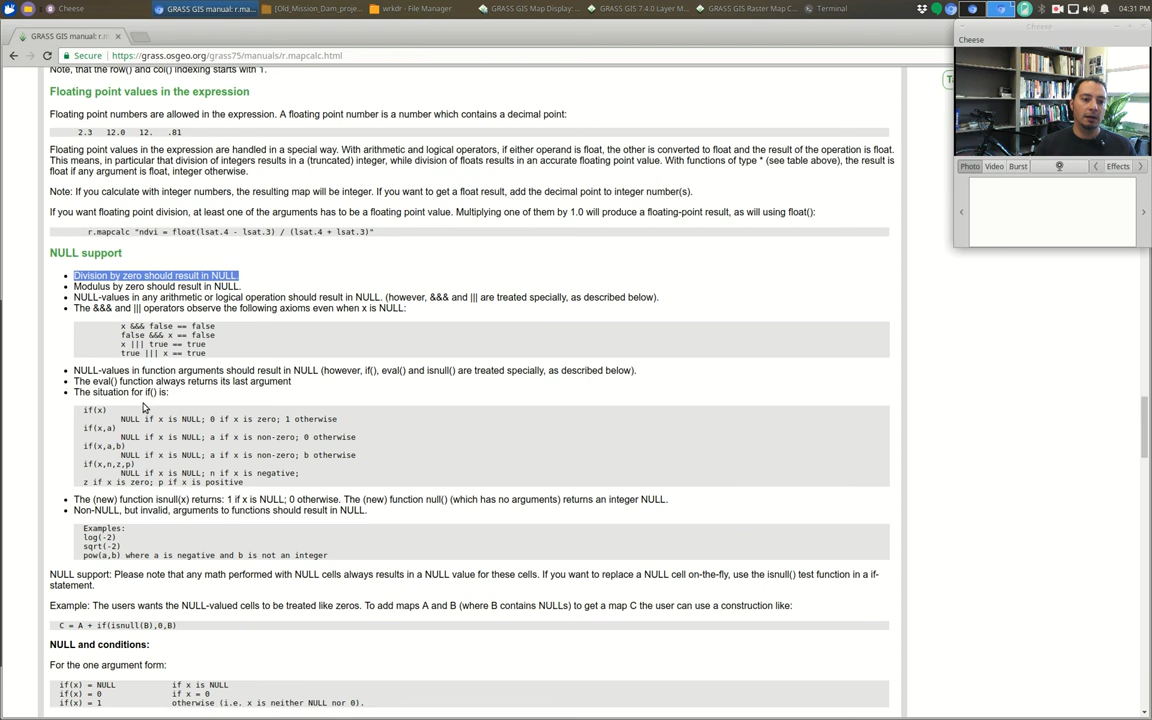 Cheese
GRASS GIS manual: r.ma...
[Old_Mission_Dam_proje...
wrkdr - File Manager
GRASS GIS Map Display: ...
GRASS GIS 7.4.0 Layer M...
GRASS GIS Raster Map C...
Terminal
04:31 PM
GRASS GIS manual: r.m
Secure
https://grass.osgeo.org/grass75/manuals/r.mapcalc.html
Cheese
Cheese
Photo Video Burst Effects
Note, that the row() and col() indexing starts with 1.
Floating point values in the expression
Floating point numbers are allowed in the expression. A floating point number is a number which contains a decimal point:
2.3 12.0 12. .81
Floating point values in the expression are handled in a special way. With arithmetic and logical operators, if either operand is float, the other is converted to float and the result of the operation is float.
This means, in particular that division of integers results in a (truncated) integer, while division of floats results in an accurate floating point value. With functions of type * (see table above), the result is
float if any argument is float, integer otherwise.
Note: If you calculate with integer numbers, the resulting map will be integer. If you want to get a float result, add the decimal point to integer number(s).
If you want floating point division, at least one of the arguments has to be a floating point value. Multiplying one of them by 1.0 will produce a floating-point result, as will using float():
r.mapcalc "ndvi = float(lsat.4 - lsat.3) / (lsat.4 + lsat.3)"
NULL support
Division by zero should result in NULL.
Modulus by zero should result in NULL.
NULL-values in any arithmetic or logical operation should result in NULL. (however, &&& and ||| are treated specially, as described below).
The &&& and ||| operators observe the following axioms even when x is NULL:
x &&& false == false
false &&& x == false
x ||| true == true
true ||| x == true
NULL-values in function arguments should result in NULL (however, if(), eval() and isnull() are treated specially, as described below).
The eval() function always returns its last argument
The situation for if() is:
if(x)
NULL if x is NULL; 0 if x is zero; 1 otherwise
if(x,a)
NULL if x is NULL; a if x is non-zero; 0 otherwise
if(x,a,b)
NULL if x is NULL; a if x is non-zero; b otherwise
if(x,n,z,p)
NULL if x is NULL; n if x is negative;
z if x is zero; p if x is positive
The (new) function isnull(x) returns: 1 if x is NULL; 0 otherwise. The (new) function null() (which has no arguments) returns an integer NULL.
Non-NULL, but invalid, arguments to functions should result in NULL.
Examples:
log(-2)
sqrt(-2)
pow(a,b) where a is negative and b is not an integer
NULL support: Please note that any math performed with NULL cells always results in a NULL value for these cells. If you want to replace a NULL cell on-the-fly, use the isnull() test function in a if-
statement.
Example: The users wants the NULL-valued cells to be treated like zeros. To add maps A and B (where B contains NULLs) to get a map C the user can use a construction like:
C = A + if(isnull(B),0,B)
NULL and conditions:
For the one argument form:
if(x) = NULL if x is NULL
if(x) = 0 if x = 0
if(x) = 1 otherwise (i.e. x is neither NULL nor 0).